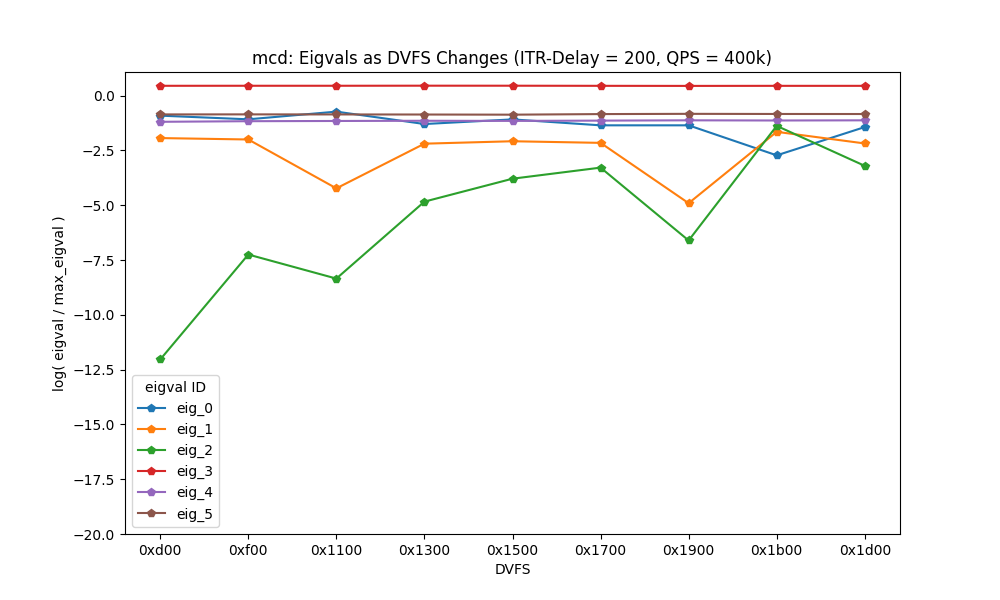 mcd: Eigvals as DVFS Changes (ITR-Delay = 200, QPS = 400k)
log( eigval / max_eigval )
0.0
−2.5
−5.0
−7.5
−10.0
−12.5
−15.0
−17.5
−20.0
eigval ID
eig_0
eig_1
eig_2
eig_3
eig_4
eig_5
0xd00 0xf00 0x1100 0x1300 0x1500 0x1700 0x1900 0x1b00 0x1d00
DVFS